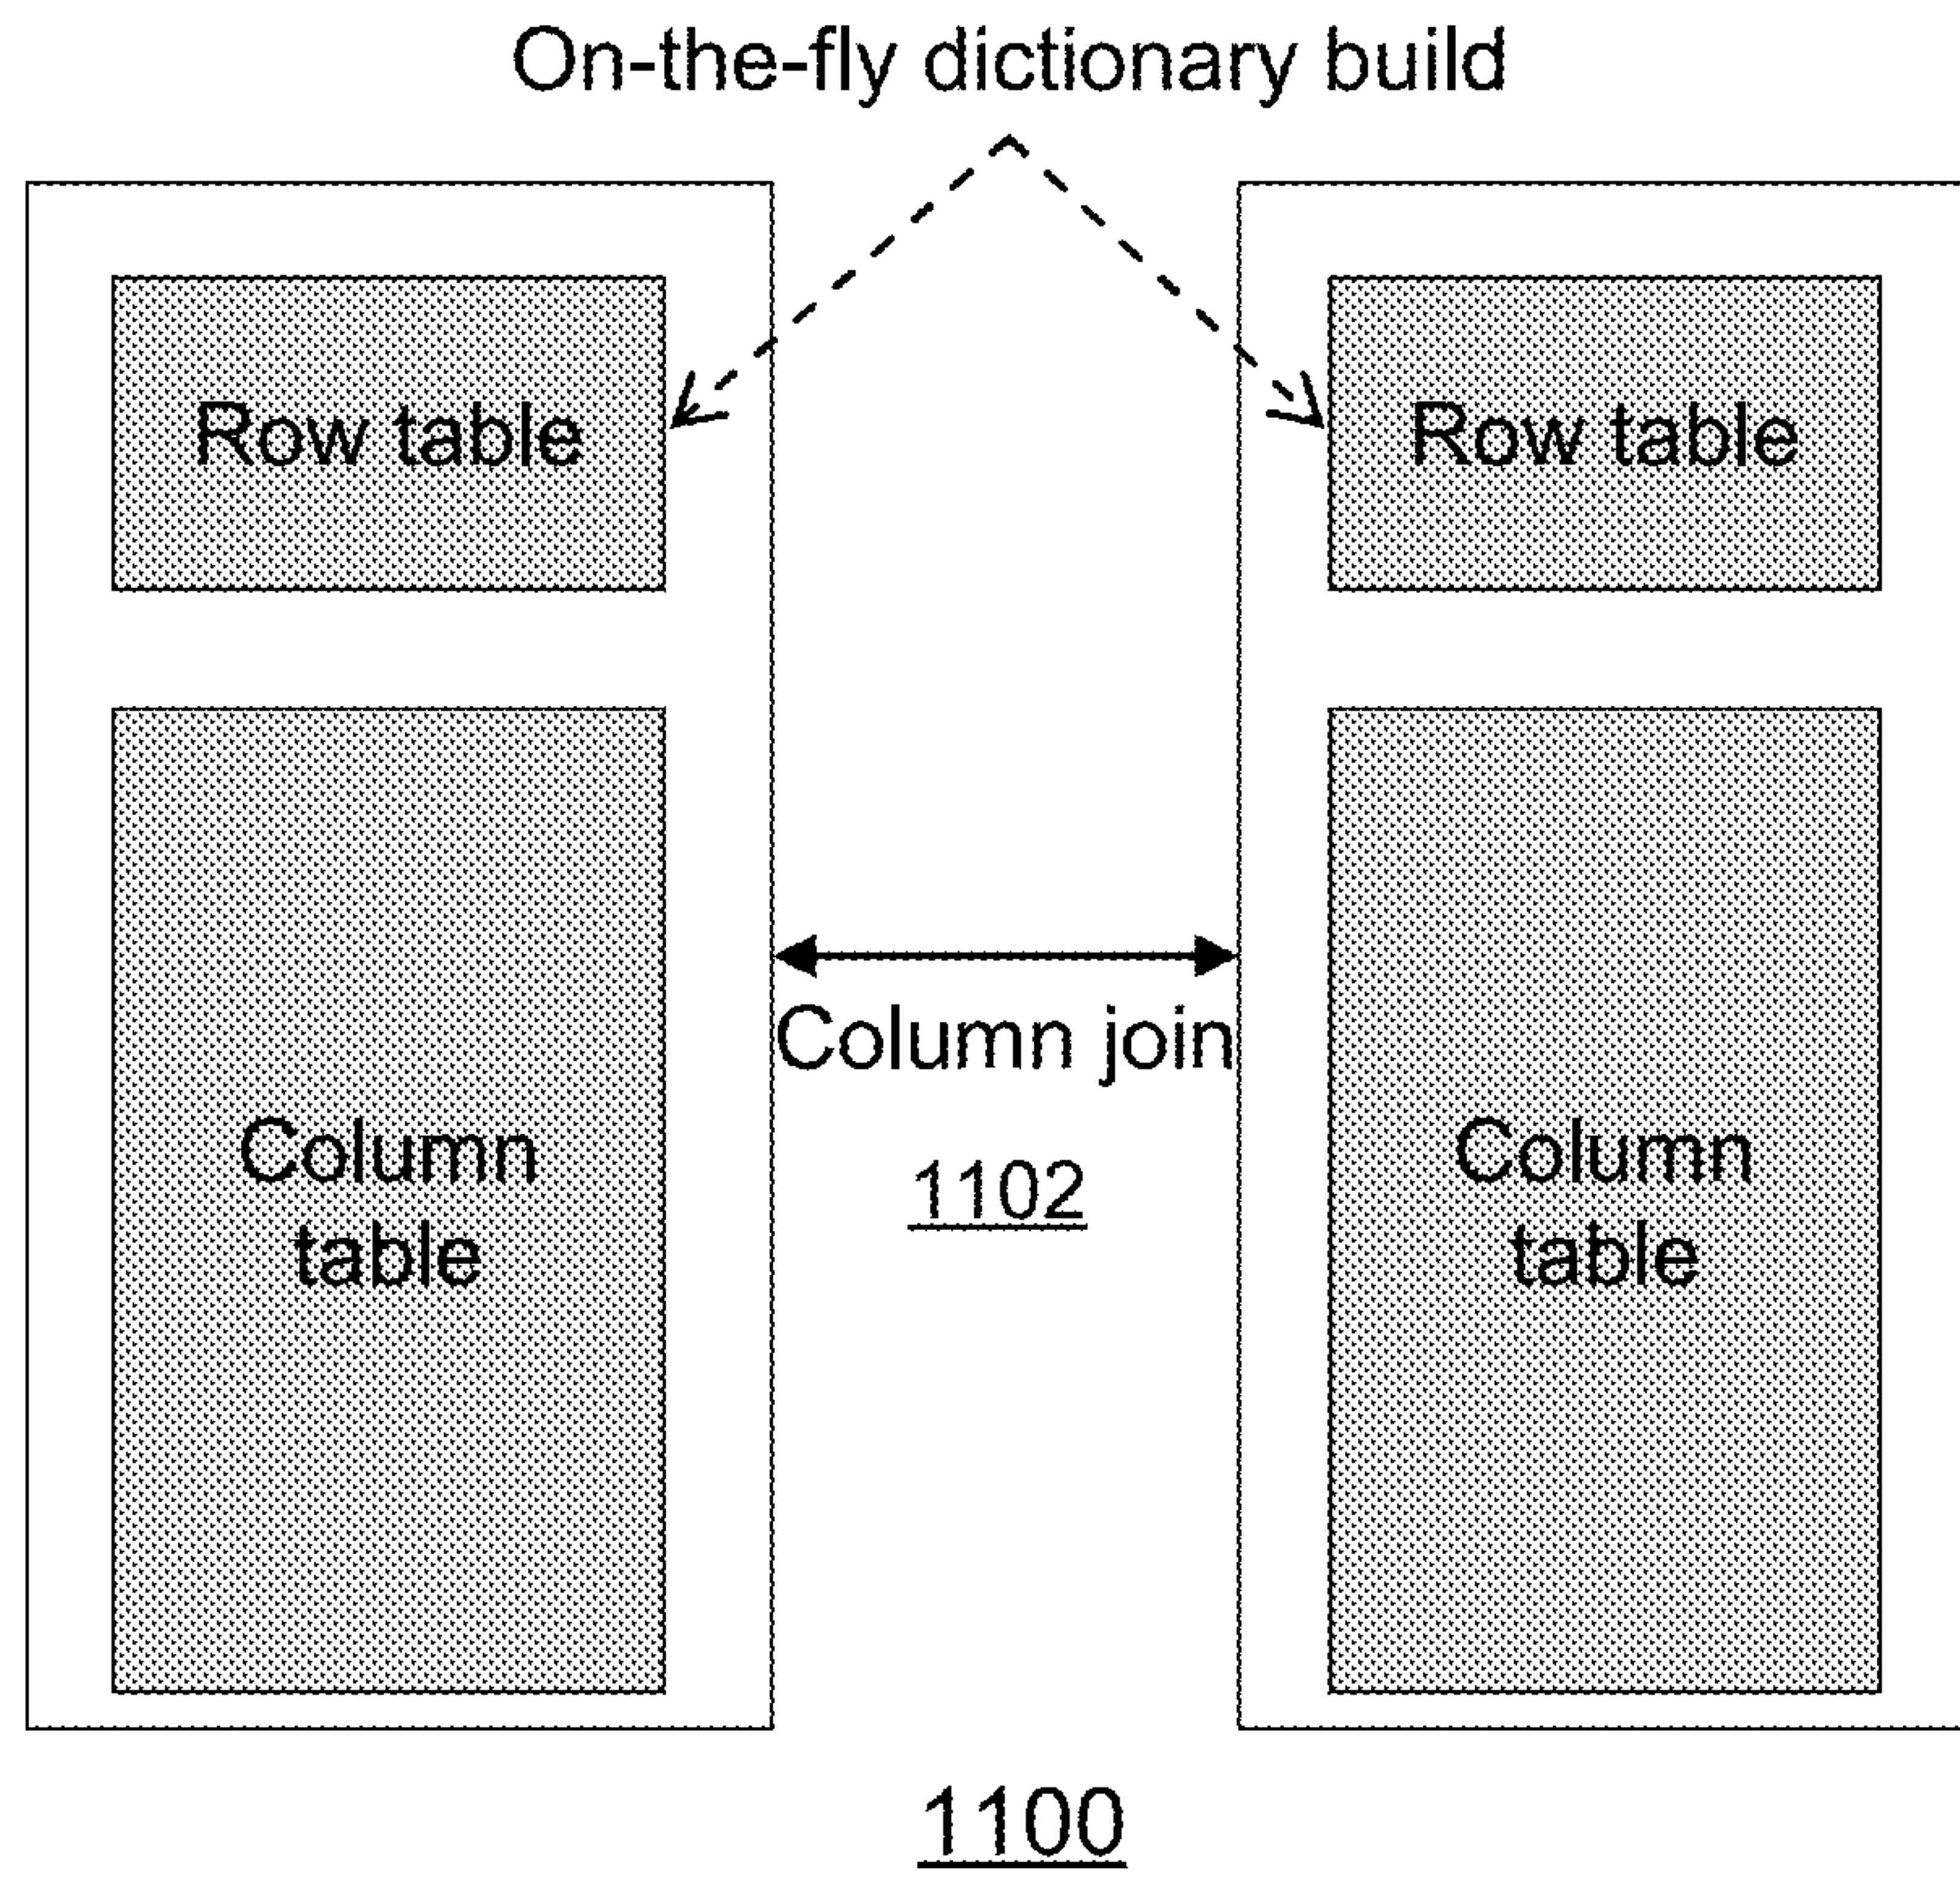 On-the-fly dictionary build
Row table
Row table
Column join
1102
Column
table
Column
table
1100